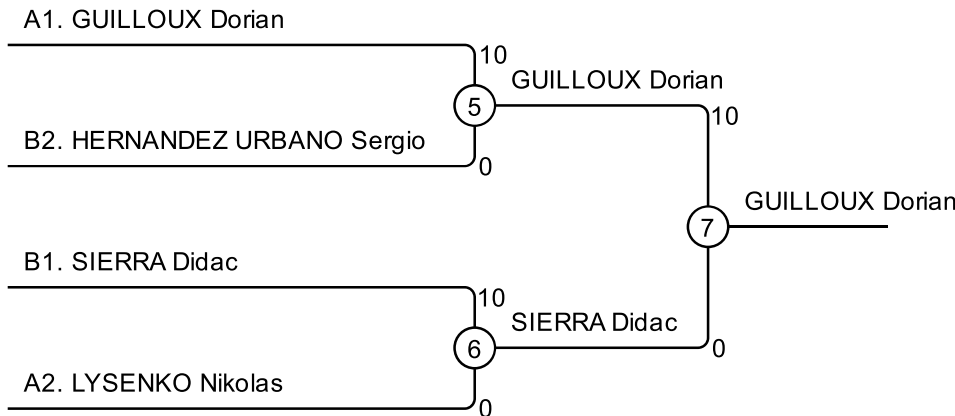 A1. GUILLOUX Dorian
10
GUILLOUX Dorian
5
10
B2. HERNANDEZ URBANO Sergio
0
GUILLOUX Dorian
7
B1. SIERRA Didac
10
SIERRA Didac
6
0
A2. LYSENKO Nikolas
0